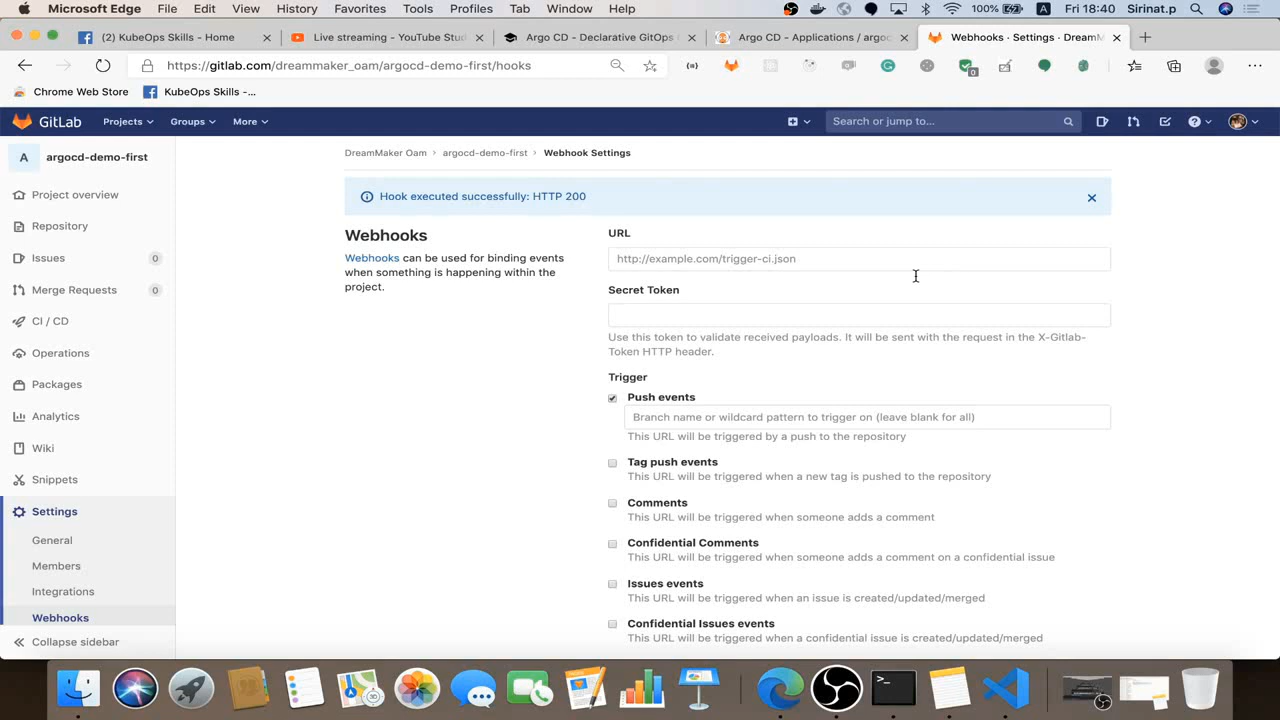 Microsoft Edge File Edit View History Favorites Tools Profiles Tab Window Help 100% A Fri 18:40 Sirinat.p
(2) KubeOps Skills - Home
Live streaming - YouTube Stud
Argo CD - Declarative GitOps
Argo CD - Applications / argoc
Webhooks · Settings · DreamM
https://gitlab.com/dreammaker_oam/argocd-demo-first/hooks
0
Chrome Web Store KubeOps Skills -...
GitLab Projects Groups More Search or jump to...
A argocd-demo-first
Project overview
Repository
Issues 0
Merge Requests 0
CI / CD
Operations
Packages
Analytics
Wiki
Snippets
Settings
General
Members
Integrations
Webhooks
Collapse sidebar
DreamMaker Oam › argocd-demo-first › Webhook Settings
Hook executed successfully: HTTP 200
Webhooks
Webhooks can be used for binding events
when something is happening within the
project.
URL
http://example.com/trigger-ci.json
Secret Token
Use this token to validate received payloads. It will be sent with the request in the X-Gitlab-
Token HTTP header.
Trigger
Push events
Branch name or wildcard pattern to trigger on (leave blank for all)
This URL will be triggered by a push to the repository
Tag push events
This URL will be triggered when a new tag is pushed to the repository
Comments
This URL will be triggered when someone adds a comment
Confidential Comments
This URL will be triggered when someone adds a comment on a confidential issue
Issues events
This URL will be triggered when an issue is created/updated/merged
Confidential Issues events
This URL will be triggered when a confidential issue is created/updated/merged